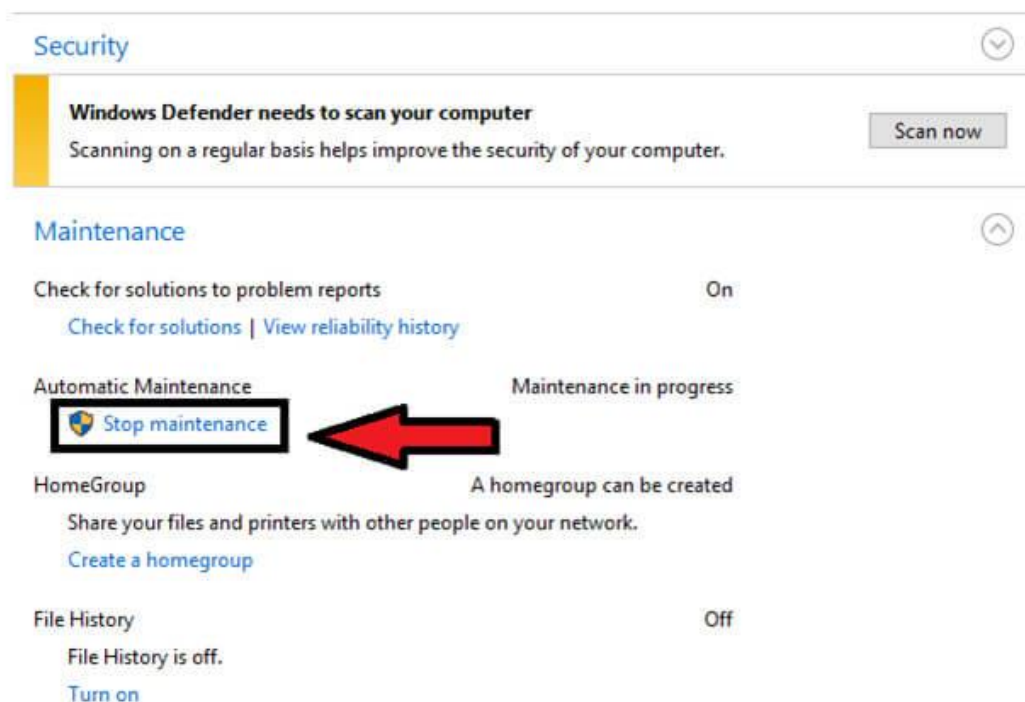 Security
Windows Defender needs to scan your computer
Scanning on a regular basis helps improve the security of your computer.
Scan now
Maintenance
Check for solutions to problem reports On
Check for solutions | View reliability history
Automatic Maintenance Maintenance in progress
Stop maintenance
HomeGroup A homegroup can be created
Share your files and printers with other people on your network.
Create a homegroup
File History Off
File History is off.
Turn on